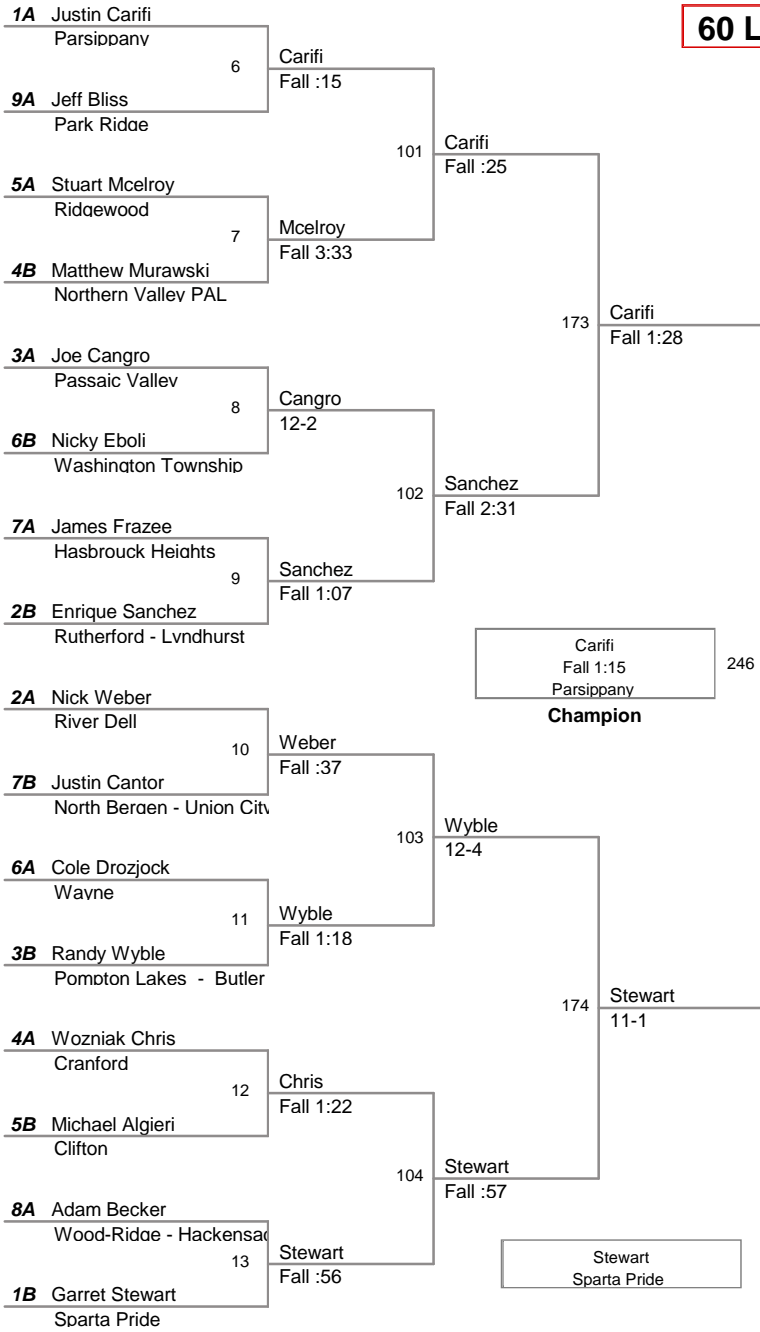 1A Justin Carifi
60 L
Parsippany
6
Carifi
Fall :15
9A Jeff Bliss
Park Ridge
101
Carifi
Fall :25
5A Stuart Mcelroy
Ridgewood
7
Mcelroy
Fall 3:33
4B Matthew Murawski
Northern Valley PAL
173
Carifi
Fall 1:28
3A Joe Cangro
Passaic Valley
8
Cangro
12-2
6B Nicky Eboli
Washington Township
102
Sanchez
Fall 2:31
7A James Frazee
Hasbrouck Heights
9
Sanchez
Fall 1:07
2B Enrique Sanchez
Rutherford - Lyndhurst
Carifi
Fall 1:15
Parsippany
246
Champion
2A Nick Weber
River Dell
10
Weber
Fall :37
7B Justin Cantor
North Bergen - Union City
103
Wyble
12-4
6A Cole Drozjock
Wayne
11
Wyble
Fall 1:18
3B Randy Wyble
Pompton Lakes - Butler
174
Stewart
11-1
4A Wozniak Chris
Cranford
12
Chris
Fall 1:22
5B Michael Algieri
Clifton
104
Stewart
Fall :57
8A Adam Becker
Wood-Ridge - Hackensac
13
Stewart
Fall :56
Stewart
Sparta Pride
1B Garret Stewart
Sparta Pride